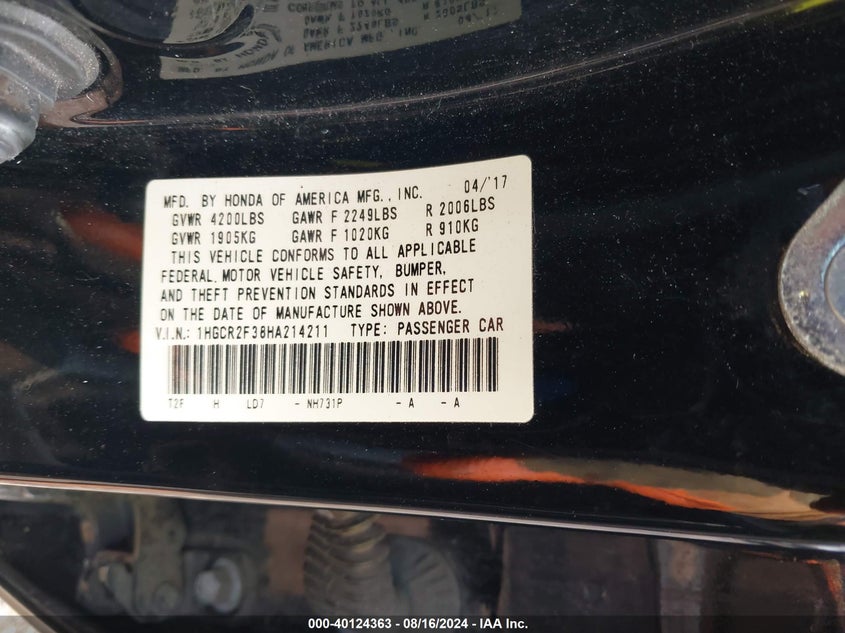 MFD. BY HONDA OF AMERICA MFG., INC. 04/'17
GVWR 4200LBS GAWR F 2249LBS R 2006LBS
GVWR 1905KG GAWR F 1020KG R 910KG
THIS VEHICLE CONFORMS TO ALL APPLICABLE
FEDERAL MOTOR VEHICLE SAFETY, BUMPER,
AND THEFT PREVENTION STANDARDS IN EFFECT
ON THE DATE OF MANUFACTURE SHOWN ABOVE.
V.I.N.: 1HGCR2F38HA214211 TYPE: PASSENGER CAR
T2F H LD7 - NH731P - A - A
000-40124363 - 08/16/2024 - IAA Inc.